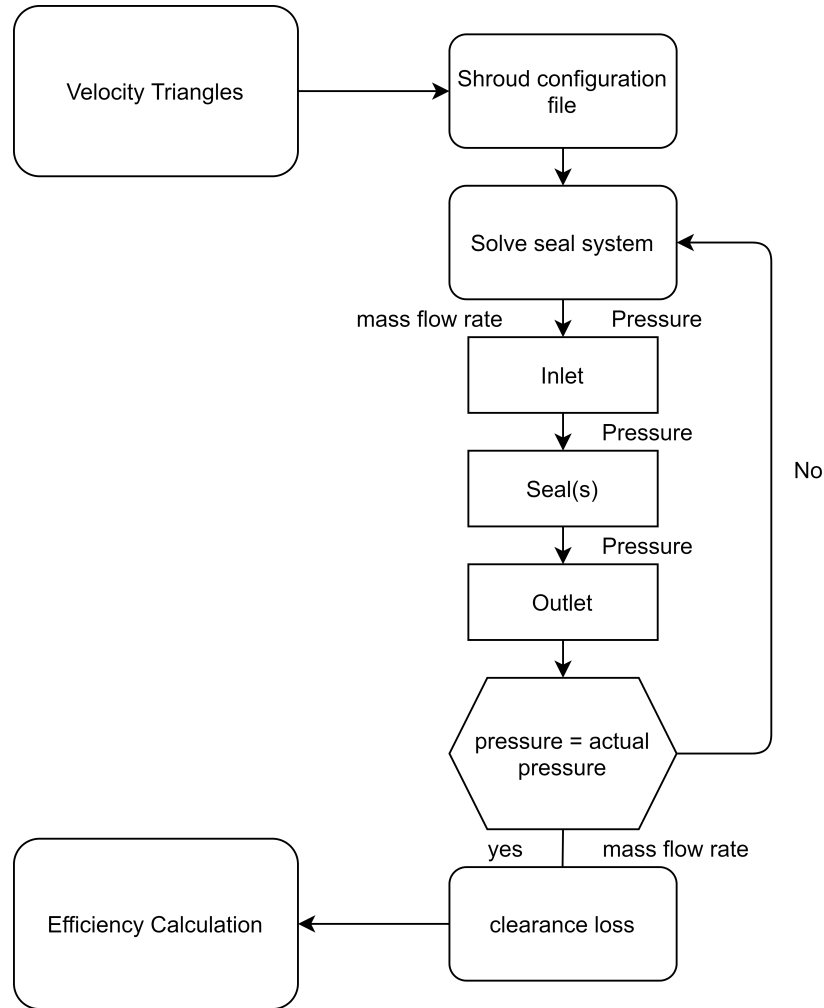 Velocity Triangles
Shroud configuration
file
Solve seal system
mass flow rate
Pressure
Inlet
Pressure
Seal(s)
No
Pressure
Outlet
pressure = actual
pressure
yes
mass flow rate
Efficiency Calculation
clearance loss